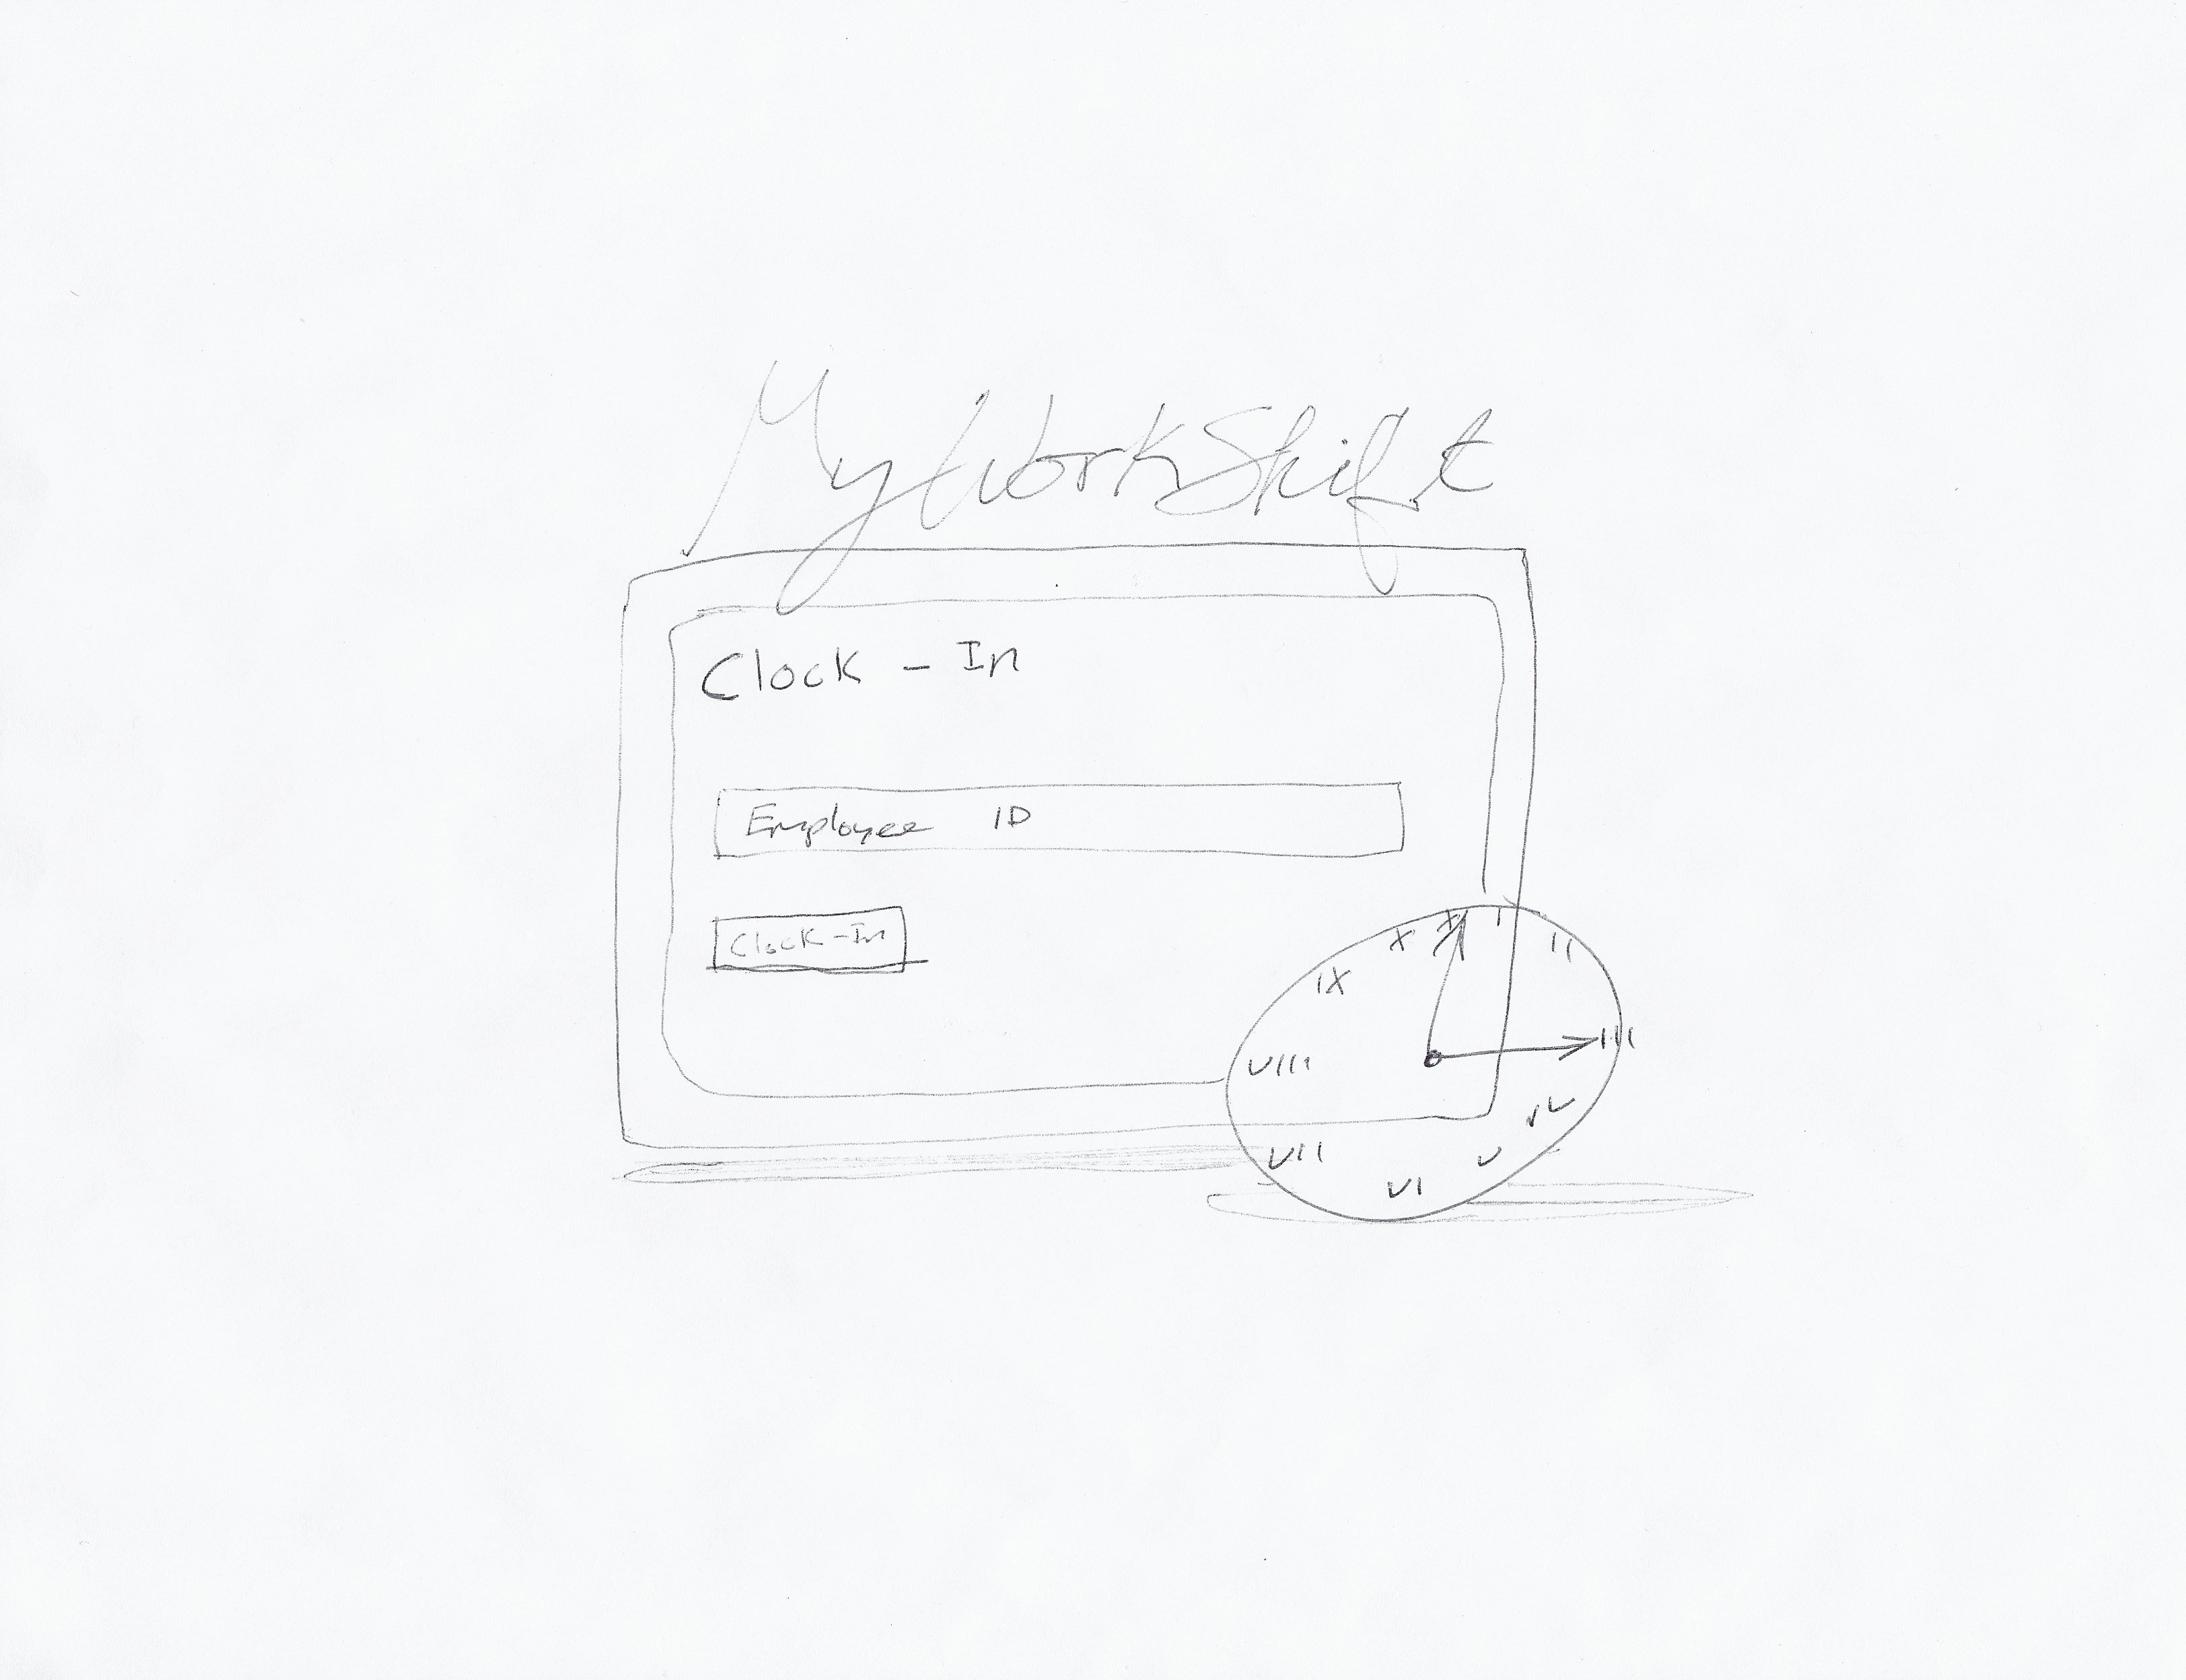 MyWorkShift
Clock - In
Employee ID
Clock-In
X I
II
IX
III
VIII
IV
VII
V
VI